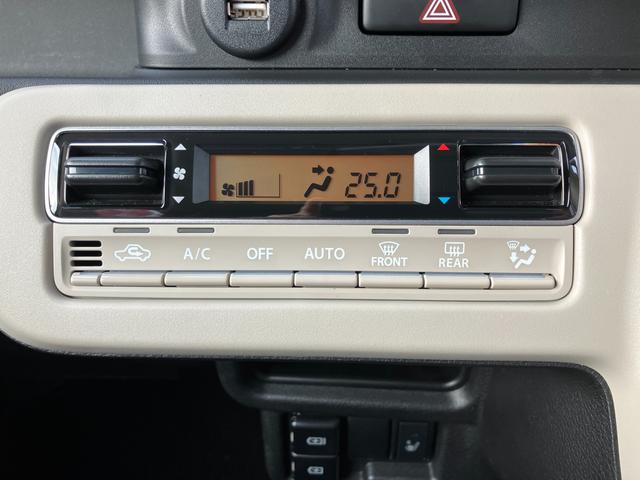 25.0
A/C OFF AUTO FRONT REAR